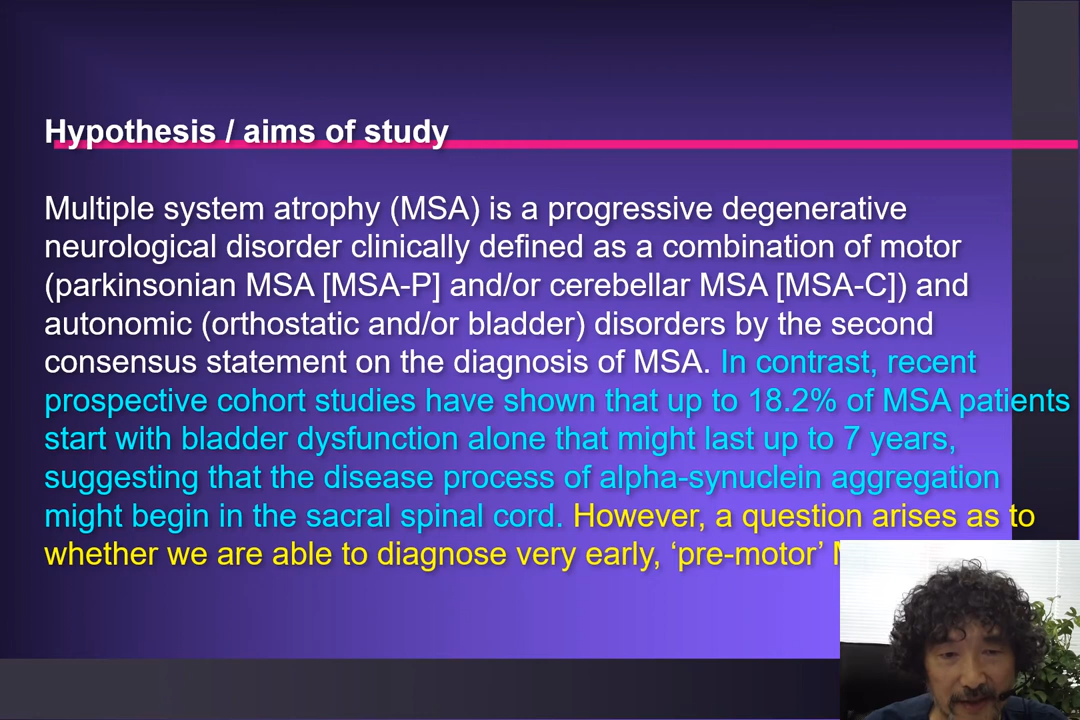 Hypothesis / aims of study
Multiple system atrophy (MSA) is a progressive degenerative
neurological disorder clinically defined as a combination of motor
(parkinsonian MSA [MSA-P] and/or cerebellar MSA [MSA-C]) and
autonomic (orthostatic and/or bladder) disorders by the second
consensus statement on the diagnosis of MSA. In contrast, recent
prospective cohort studies have shown that up to 18.2% of MSA patients
start with bladder dysfunction alone that might last up to 7 years,
suggesting that the disease process of alpha-synuclein aggregation
might begin in the sacral spinal cord. However, a question arises as to
whether we are able to diagnose very early, ‘pre-motor’